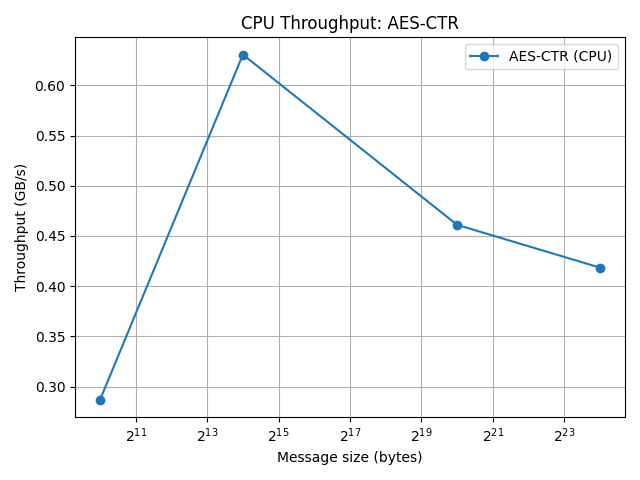 CPU Throughput: AES-CTR
AES-CTR (CPU)
Throughput (GB/s)
0.60
0.55
0.50
0.45
0.40
0.35
0.30
2^11 2^13 2^15 2^17 2^19 2^21 2^23
Message size (bytes)